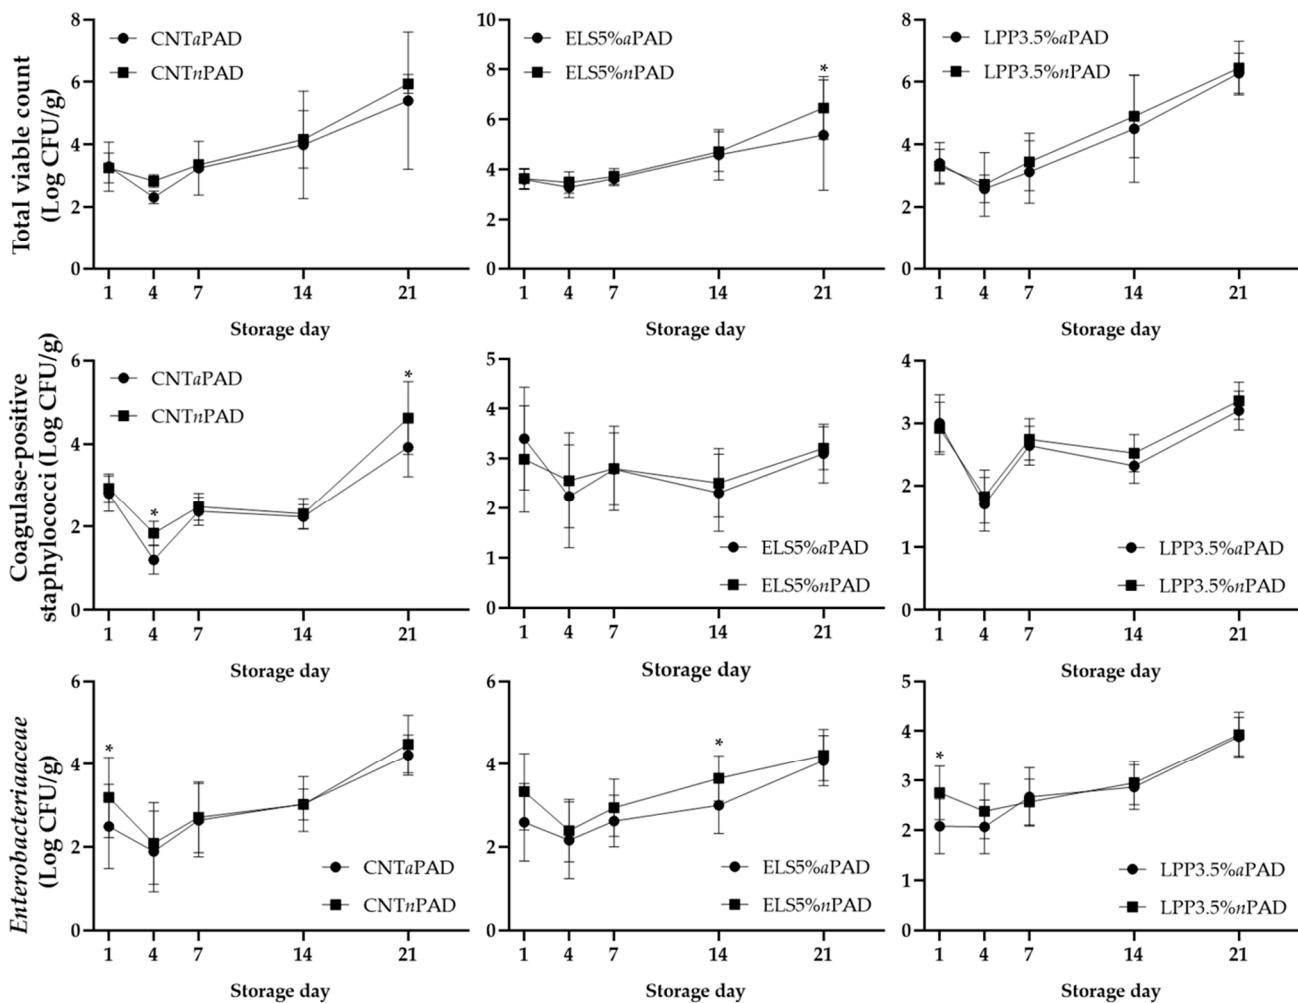 Total viable count
(Log CFU/g)
8
6
4
2
0
CNTaPAD
CNTnPAD
1 4 7 14 21
Storage day
10
8
6
4
2
0
ELS5%aPAD
ELS5%nPAD
*
1 4 7 14 21
Storage day
8
6
4
2
0
LPP3.5%aPAD
LPP3.5%nPAD
1 4 7 14 21
Storage day
Coagulase-positive
staphylococci (Log CFU/g)
6
4
2
0
CNTaPAD
CNTnPAD
* *
1 4 7 14 21
Storage day
5
4
3
2
1
0
ELS5%aPAD
ELS5%nPAD
1 4 7 14 21
Storage day
4
3
2
1
0
LPP3.5%aPAD
LPP3.5%nPAD
1 4 7 14 21
Storage day
Enterobacteriaaceae
(Log CFU/g)
6
4
2
0
*
CNTaPAD
CNTnPAD
1 4 7 14 21
Storage day
6
4
2
0
*
ELS5%aPAD
ELS5%nPAD
1 4 7 14 21
Storage day
5
4
3
2
1
0
*
LPP3.5%aPAD
LPP3.5%nPAD
1 4 7 14 21
Storage day